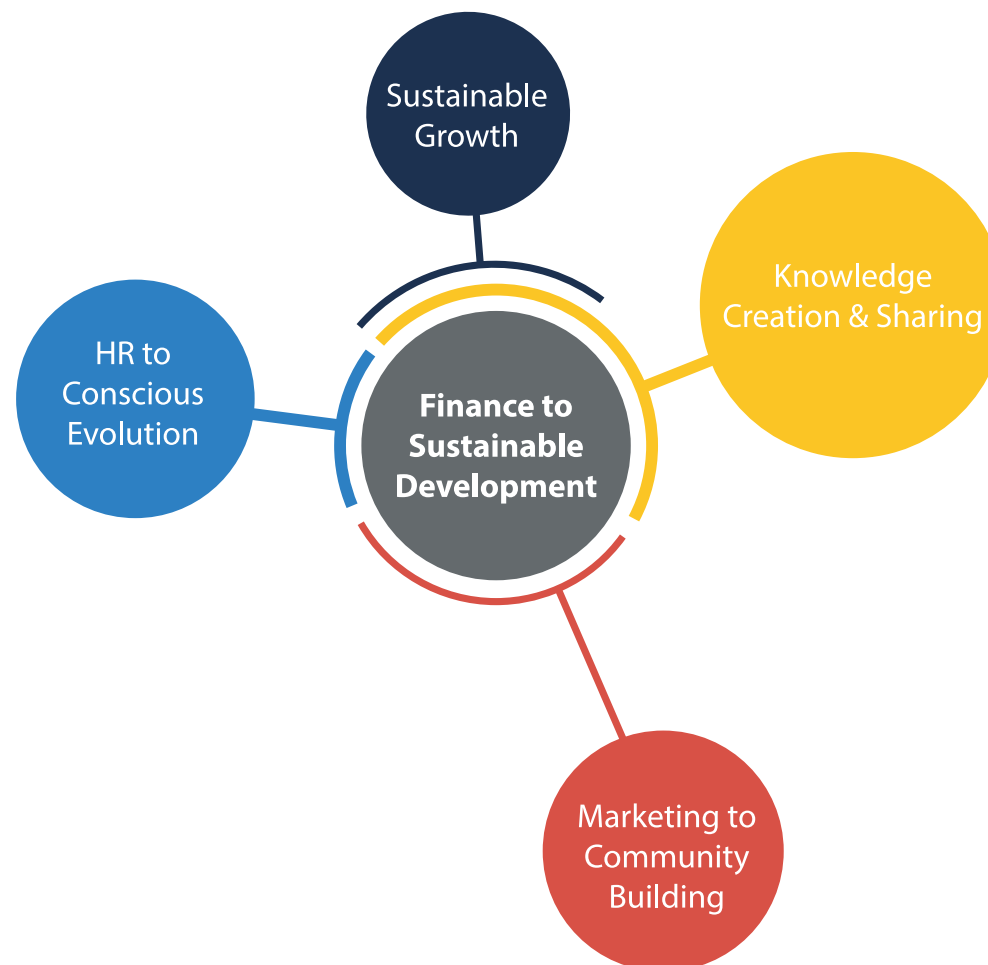 Sustainable
Growth
Knowledge
Creation & Sharing
HR to
Conscious
Evolution
Finance to
Sustainable
Development
Marketing to
Community
Building